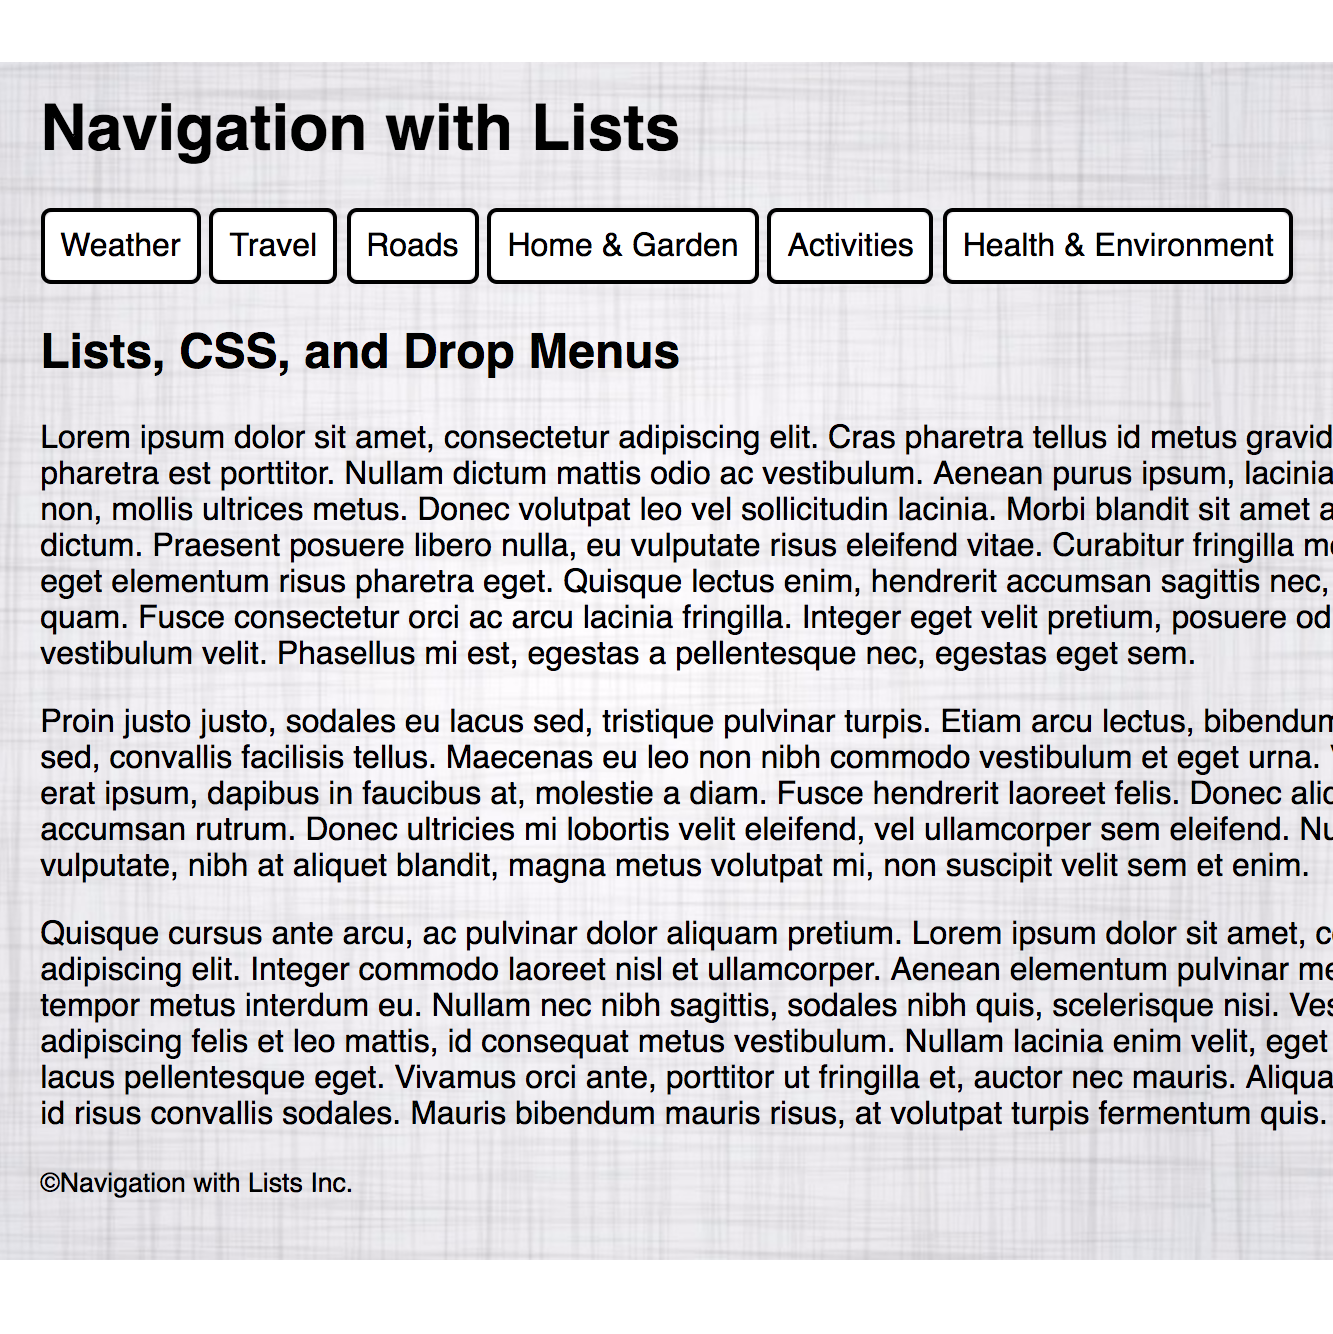 Navigation with Lists
Weather Travel Roads Home & Garden Activities Health & Environment
Lists, CSS, and Drop Menus
Lorem ipsum dolor sit amet, consectetur adipiscing elit. Cras pharetra tellus id metus
pharetra est porttitor. Nullam dictum mattis odio ac vestibulum. Aenean purus ipsum, lacinia
non, mollis ultrices metus. Donec volutpat leo vel sollicitudin lacinia. Morbi blandit sit amet
dictum. Praesent posuere libero nulla, eu vulputate risus eleifend vitae. Curabitur fringilla
eget elementum risus pharetra eget. Quisque lectus enim, hendrerit accumsan sagittis nec,
quam. Fusce consectetur orci ac arcu lacinia fringilla. Integer eget velit pretium, posuere
vestibulum velit. Phasellus mi est, egestas a pellentesque nec, egestas eget sem.
Proin justo justo, sodales eu lacus sed, tristique pulvinar turpis. Etiam arcu lectus, bibendum
sed, convallis facilisis tellus. Maecenas eu leo non nibh commodo vestibulum et eget urna.
erat ipsum, dapibus in faucibus at, molestie a diam. Fusce hendrerit laoreet felis. Donec
accumsan rutrum. Donec ultricies mi lobortis velit eleifend, vel ullamcorper sem eleifend.
vulputate, nibh at aliquet blandit, magna metus volutpat mi, non suscipit velit sem et enim.
Quisque cursus ante arcu, ac pulvinar dolor aliquam pretium. Lorem ipsum dolor sit amet,
adipiscing elit. Integer commodo laoreet nisl et ullamcorper. Aenean elementum pulvinar
tempor metus interdum eu. Nullam nec nibh sagittis, sodales nibh quis, scelerisque nisi.
adipiscing felis et leo mattis, id consequat metus vestibulum. Nullam lacinia enim velit, eget
lacus pellentesque eget. Vivamus orci ante, porttitor ut fringilla et, auctor nec mauris.
id risus convallis sodales. Mauris bibendum mauris risus, at volutpat turpis fermentum quis.
©Navigation with Lists Inc.